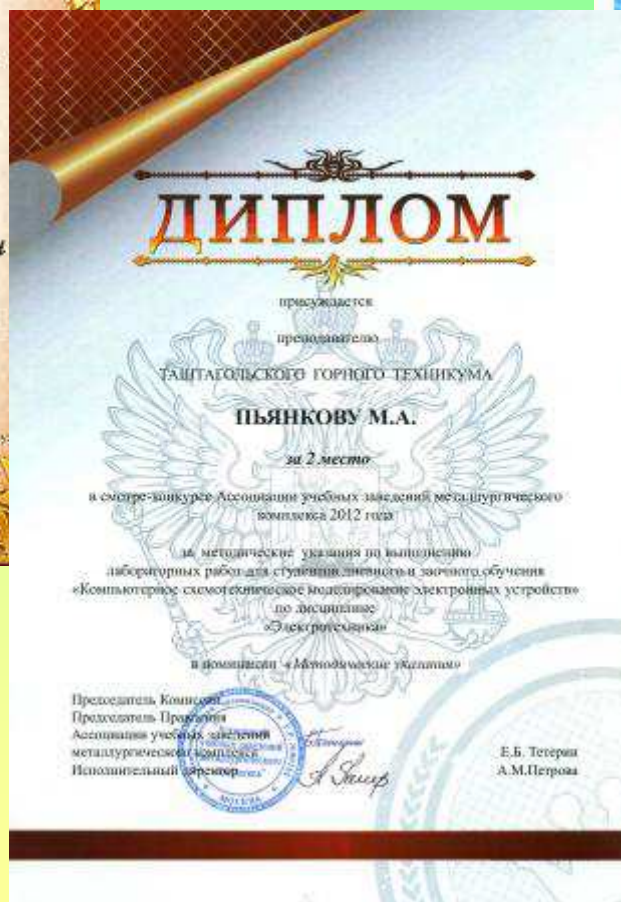 ДИПЛОМ
присуждается
преподавателю
ТАШТАГОЛЬСКОГО ГОРНОГО ТЕХНИКУМА
ПЬЯНКОВУ М.А.
за 2 место
в смотре-конкурсе Ассоциации учебных заведений металлургического
комплекса 2012 года
за методические указания по выполнению
лабораторных работ для студентов дневного и заочного обучения
«Компьютерное схемотехническое моделирование электронных устройств»
по дисциплине
«Электротехника»
в номинации «Методические указания»
Председатель Комиссии
Председатель Правления
Ассоциации учебных заведений
металлургического комплекса Е.Б. Тетерин
Исполнительный директор А.М.Петрова
МОСКВА